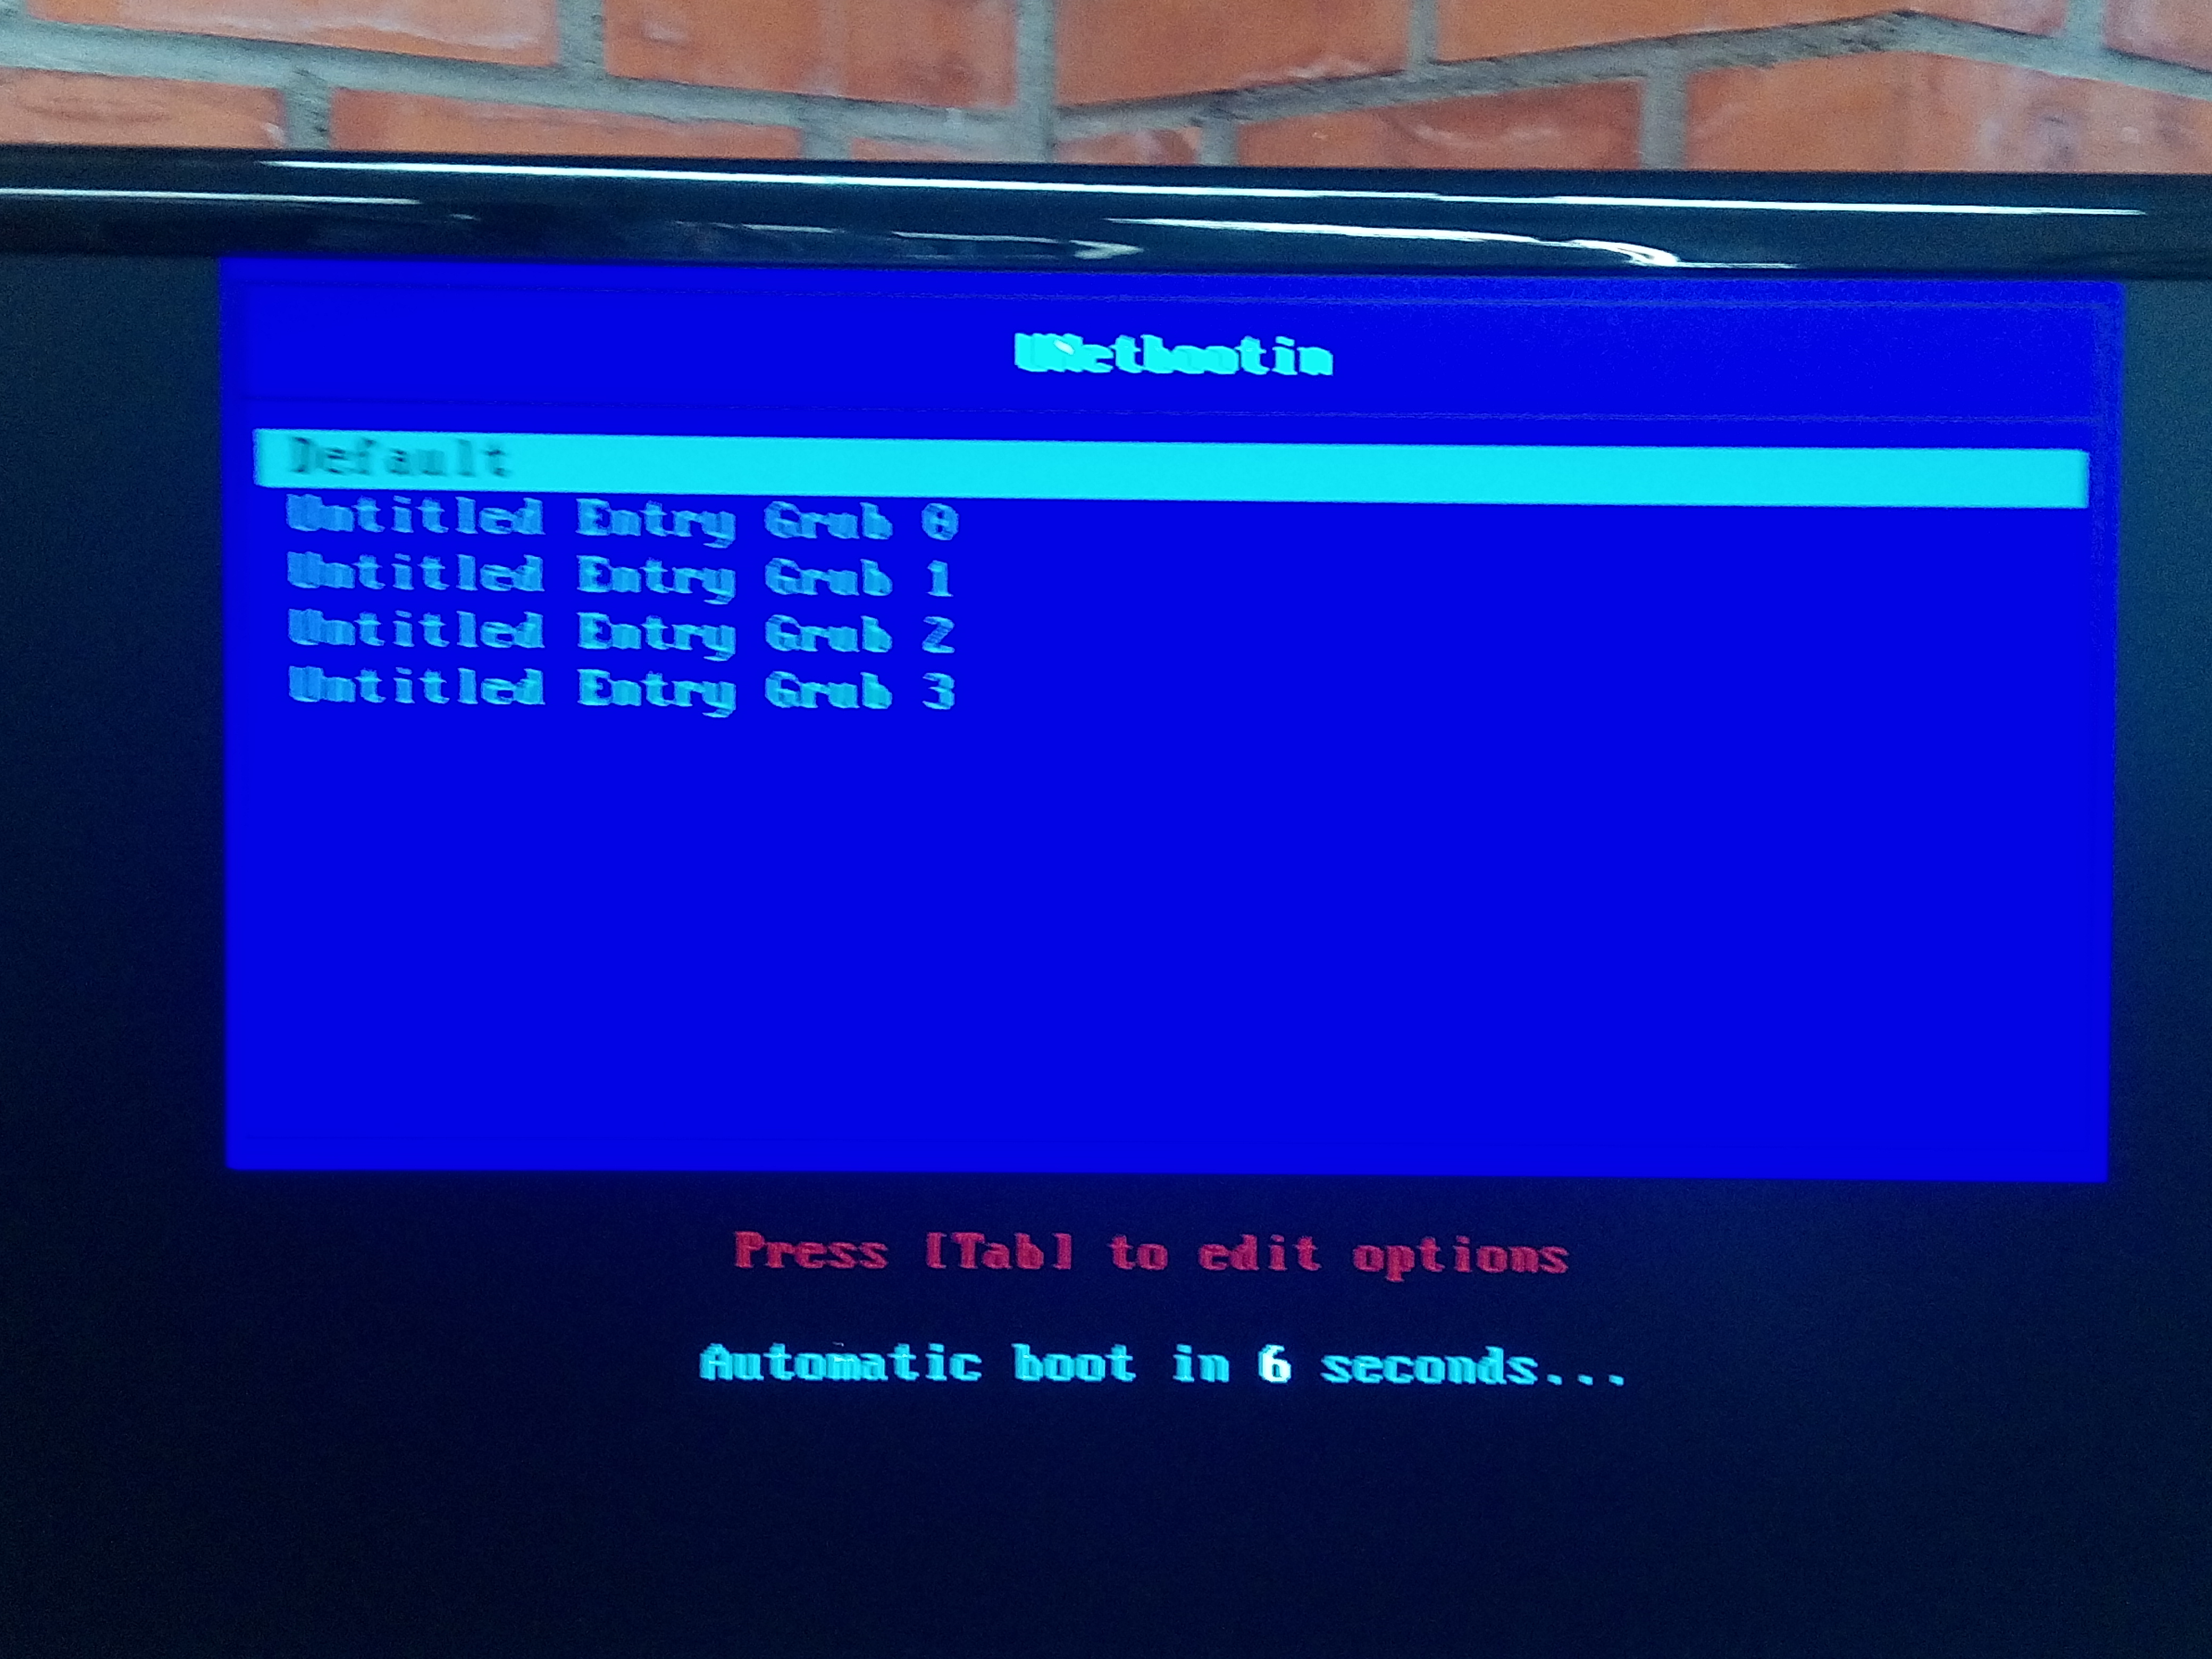 UNetbootin
Default
Untitled Entry Grub 0
Untitled Entry Grub 1
Untitled Entry Grub 2
Untitled Entry Grub 3
Press [Tab] to edit options
Automatic boot in 6 seconds...